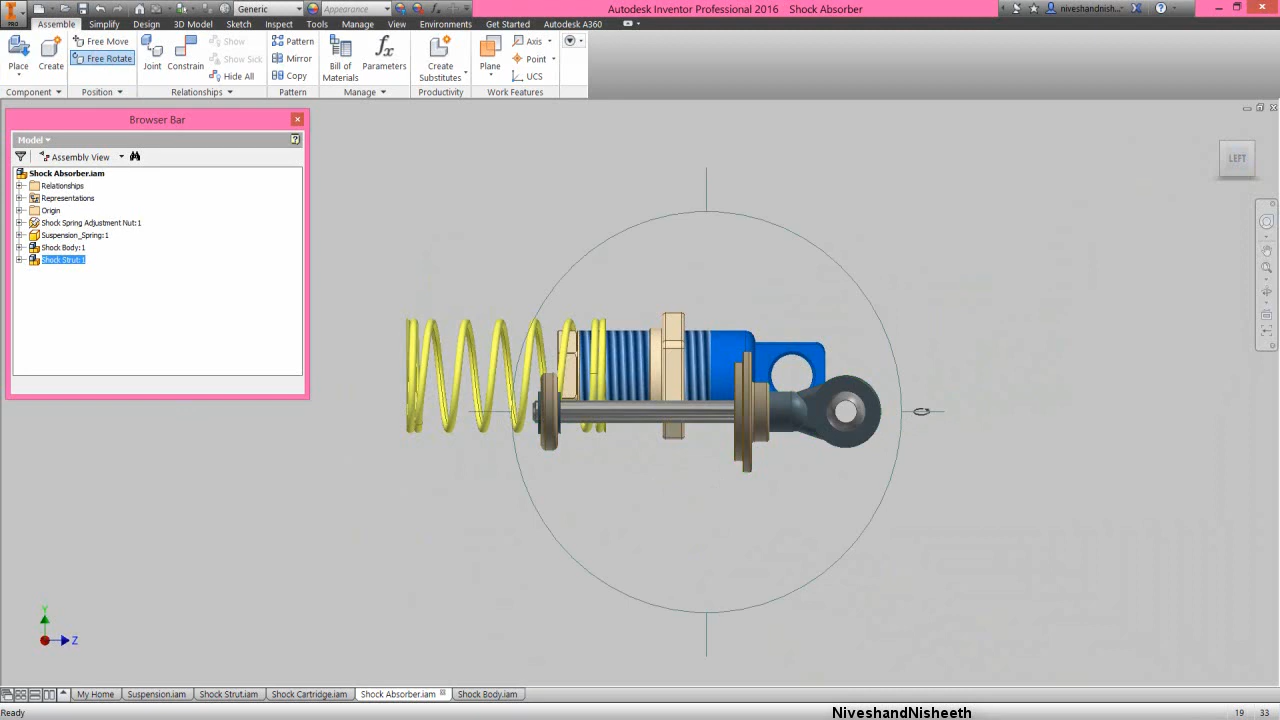 Generic
Appearance
Autodesk Inventor Professional 2016 Shock Absorber
niveshandnish...
PRO
Assemble Simplify Design 3D Model Sketch Inspect Tools Manage View Environments Get Started Autodesk A360
Place
Create
Free Move
Free Rotate
Joint
Constrain
Show
Show Sick
Hide All
Pattern
Mirror
Copy
Bill of Materials
Parameters
Create Substitutes
Plane
Axis
Point
UCS
Component Position Relationships Pattern Manage Productivity Work Features
Browser Bar
Model
Assembly View
Shock Absorber.iam
Relationships
Representations
Origin
Shock Spring Adjustment Nut:1
Suspension_Spring:1
Shock Body:1
Shock Strut:1
LEFT
Y
Z
My Home Suspension.iam Shock Strut.iam Shock Cartridge.iam Shock Absorber.iam Shock Body.iam
Ready
NiveshandNisheeth
19 33